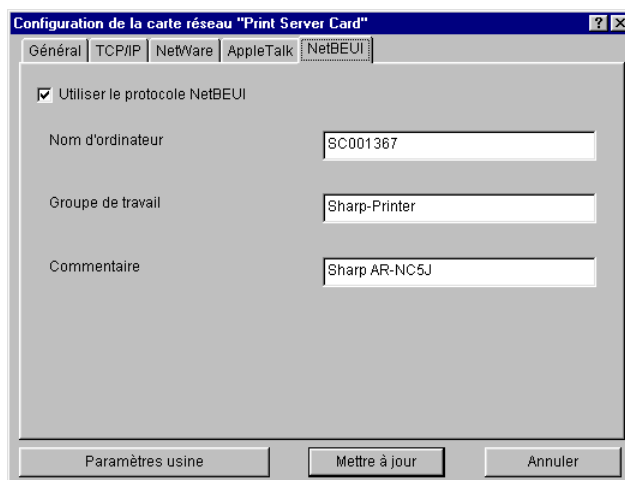 Configuration de la carte réseau "Print Server Card"
Général TCP/IP NetWare AppleTalk NetBEUI
Utiliser le protocole NetBEUI
Nom d'ordinateur SC001367
Groupe de travail Sharp-Printer
Commentaire Sharp AR-NC5J
Paramètres usine Mettre à jour Annuler